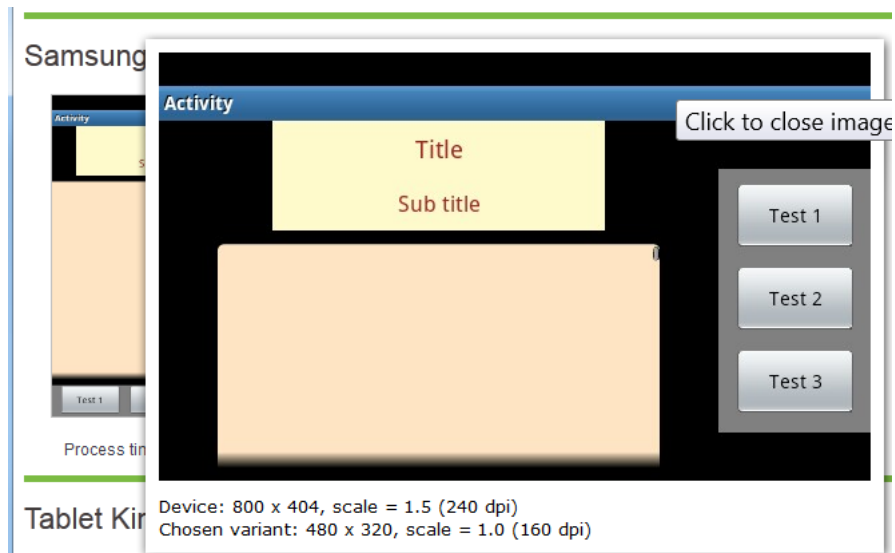 Samsung
Activity
S
Test 1
Process tin
Tablet Kir
Activity
Click to close image
Title
Sub title
Test 1
Test 2
Test 3
Device: 800 x 404, scale = 1.5 (240 dpi)
Chosen variant: 480 x 320, scale = 1.0 (160 dpi)